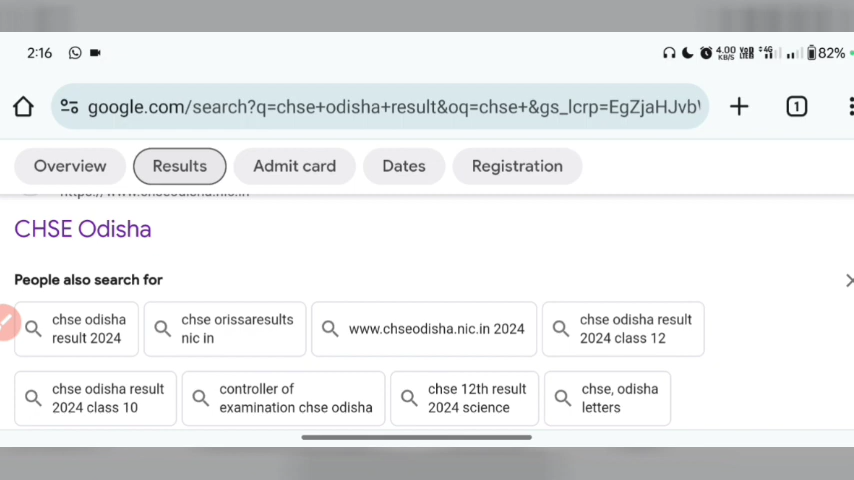 2:16 4.00 KB/S VoD LTE 4G 82%
google.com/search?q=chse+odisha+result&oq=chse+&gs_lcrp=EgZjaHJvb
1
Overview Results Admit card Dates Registration
CHSE Odisha
People also search for
chse odisha result 2024
chse orissaresults nic in
www.chseodisha.nic.in 2024
chse odisha result 2024 class 12
chse odisha result 2024 class 10
controller of examination chse odisha
chse 12th result 2024 science
chse, odisha letters